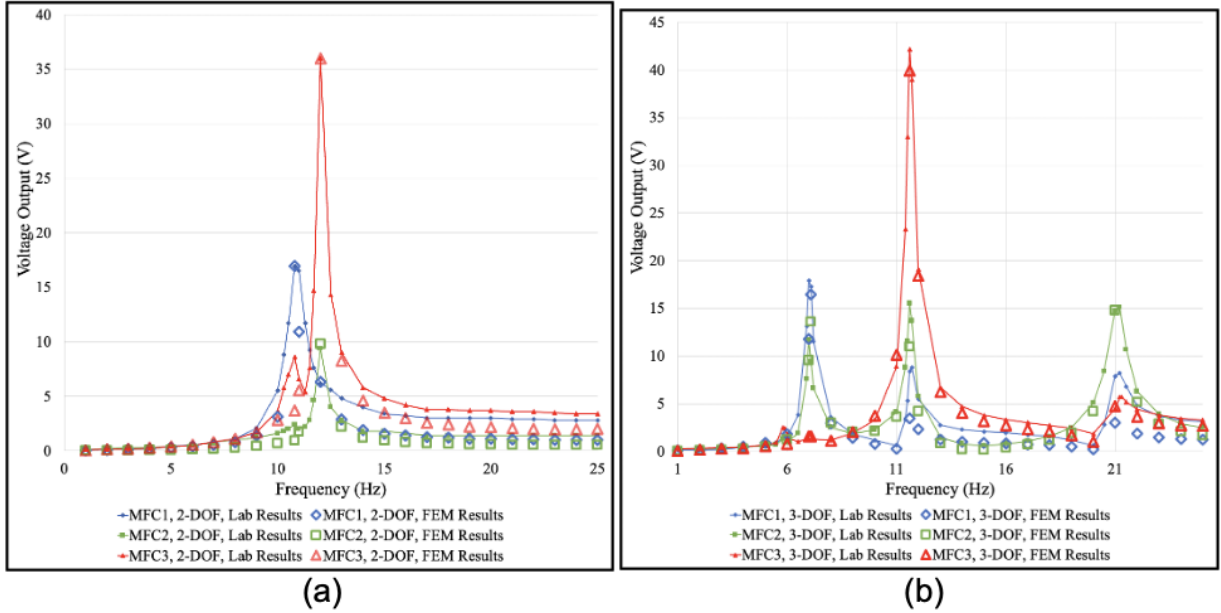 40
35
30
25
20
15
10
5
0
Voltage Output (V)
0 5 10 15 20 25
Frequency (Hz)
MFC1, 2-DOF, Lab Results MFC1, 2-DOF, FEM Results
MFC2, 2-DOF, Lab Results MFC2, 2-DOF, FEM Results
MFC3, 2-DOF, Lab Results MFC3, 2-DOF, FEM Results
(a)
45
40
35
30
25
20
15
10
5
0
Voltage Output (V)
1 6 11 16 21
Frequency (Hz)
MFC1, 3-DOF, Lab Results MFC1, 3-DOF, FEM Results
MFC2, 3-DOF, Lab Results MFC2, 3-DOF, FEM Results
MFC3, 3-DOF, Lab Results MFC3, 3-DOF, FEM Results
(b)